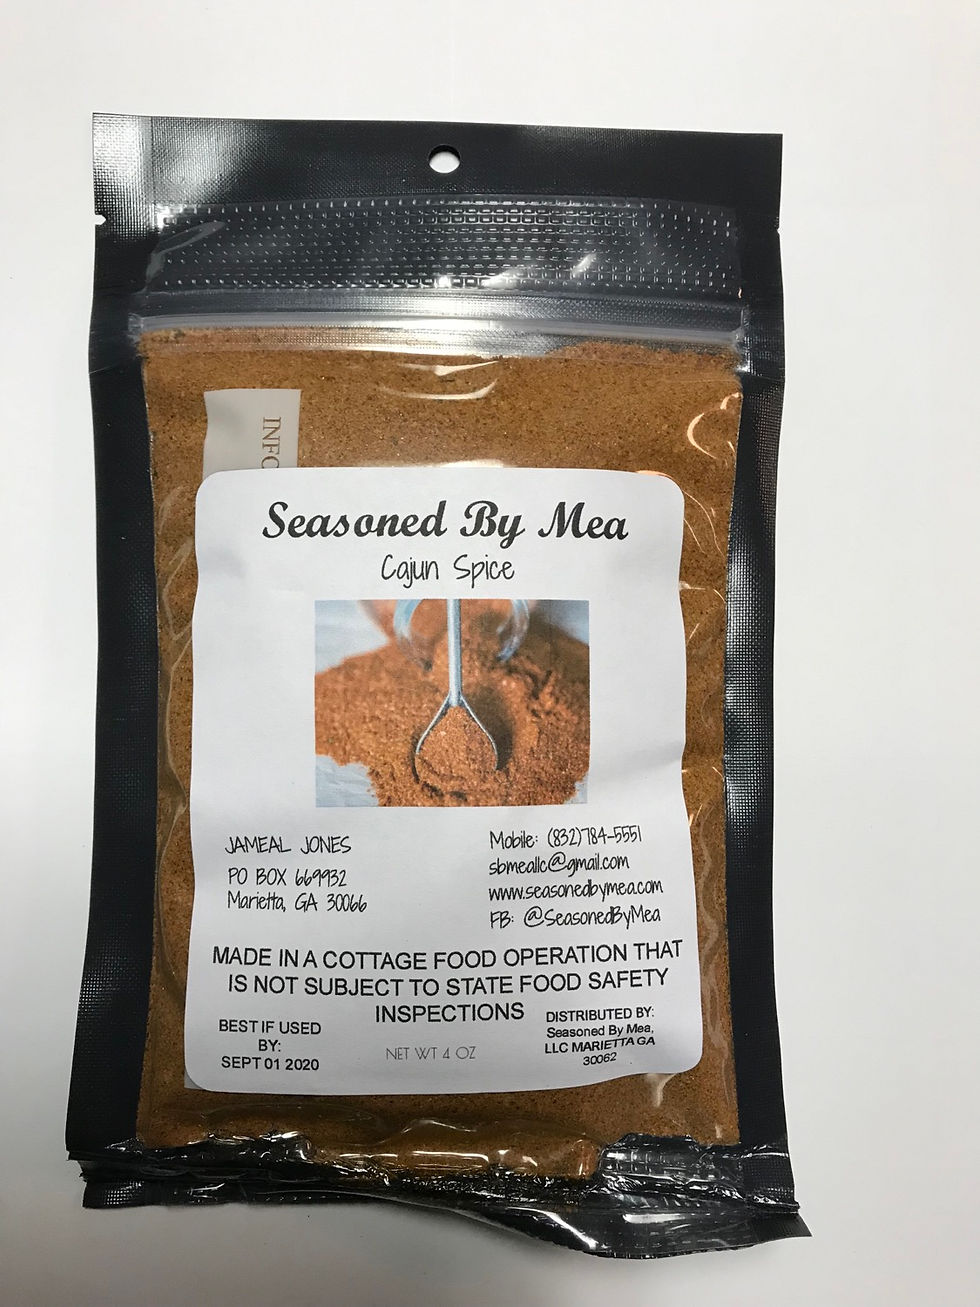 INFO
Seasoned By Mea
Cajun Spice
JAMEAL JONES
PO BOX 669932
Marietta, GA 30066
Mobile: (832)784-5551
sbmeallc@gmail.com
www.seasonedbymea.com
FB: @SeasonedByMea
MADE IN A COTTAGE FOOD OPERATION THAT
IS NOT SUBJECT TO STATE FOOD SAFETY
INSPECTIONS
BEST IF USED
BY:
SEPT 01 2020
NET WT 4 OZ
DISTRIBUTED BY:
Seasoned By Mea,
LLC MARIETTA GA
30062